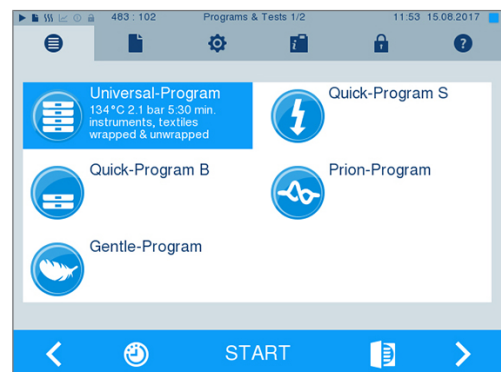 483 : 102 Programs & Tests 1/2 11:53 15.08.2017
Universal-Program
134°C 2.1 bar 5:30 min.
instruments, textiles
wrapped & unwrapped
Quick-Program S
Quick-Program B
Prion-Program
Gentle-Program
START